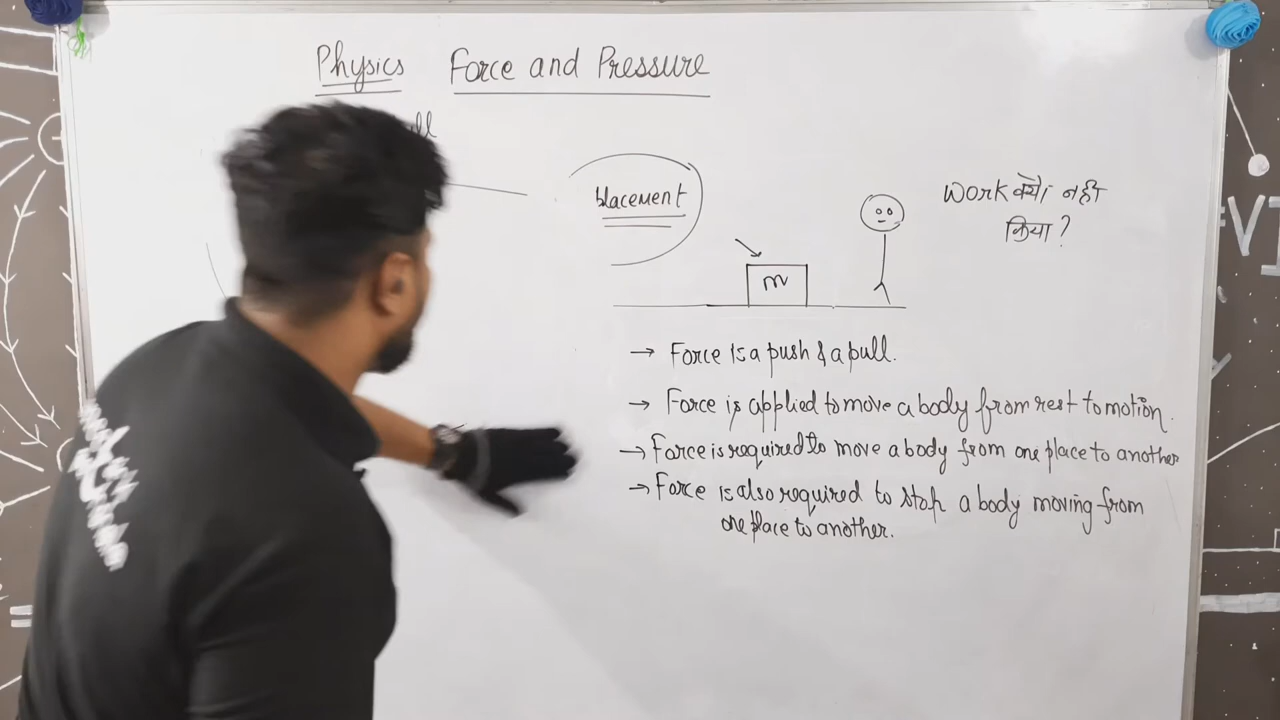 Physics Force and Pressure
placement
m
Work क्यों नहीं
किया?
→ Force is a push & a pull.
→ Force is applied to move a body from rest to motion.
→ Force is required to move a body from one place to another
→ Force is also required to stop a body moving from
one place to another.